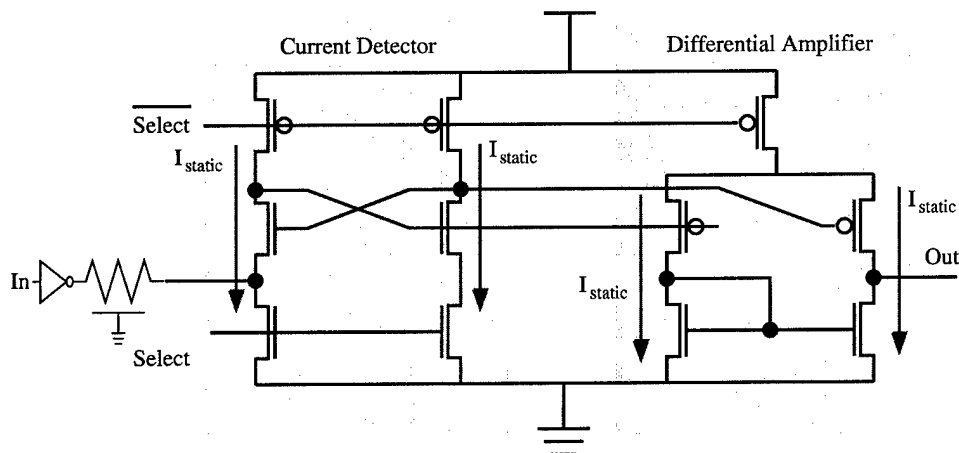 Current Detector
Differential Amplifier
Select
I static
I static
I static
In
I static
Out
Select